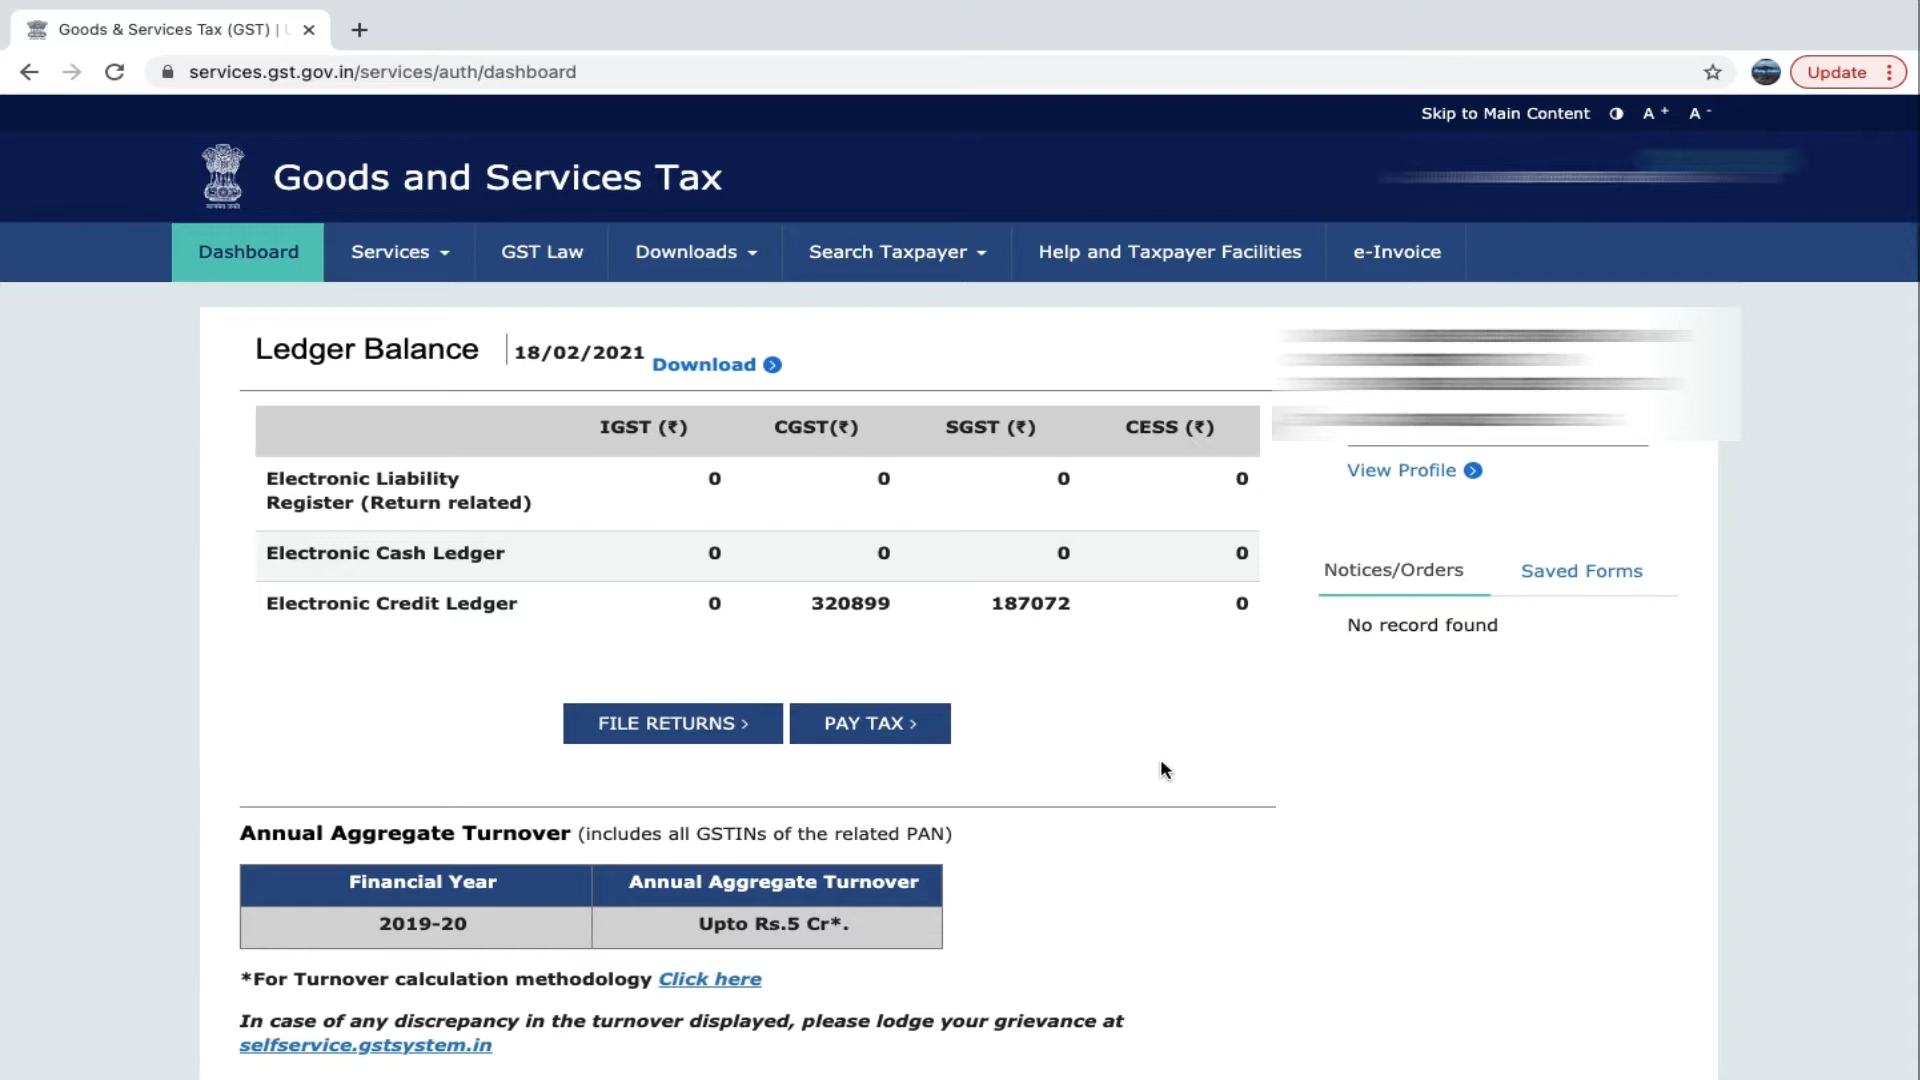 Goods & Services Tax (GST) |
services.gst.gov.in/services/auth/dashboard
Update
Skip to Main Content A+ A-
Goods and Services Tax
Dashboard Services GST Law Downloads Search Taxpayer Help and Taxpayer Facilities e-Invoice
Ledger Balance 18/02/2021 Download
IGST (₹) CGST(₹) SGST (₹) CESS (₹)
Electronic Liability
Register (Return related) 0 0 0 0
Electronic Cash Ledger 0 0 0 0
Electronic Credit Ledger 0 320899 187072 0
View Profile
Notices/Orders Saved Forms
No record found
FILE RETURNS > PAY TAX >
Annual Aggregate Turnover (includes all GSTINs of the related PAN)
Financial Year Annual Aggregate Turnover
2019-20 Upto Rs.5 Cr*.
*For Turnover calculation methodology Click here
In case of any discrepancy in the turnover displayed, please lodge your grievance at
selfservice.gstsystem.in